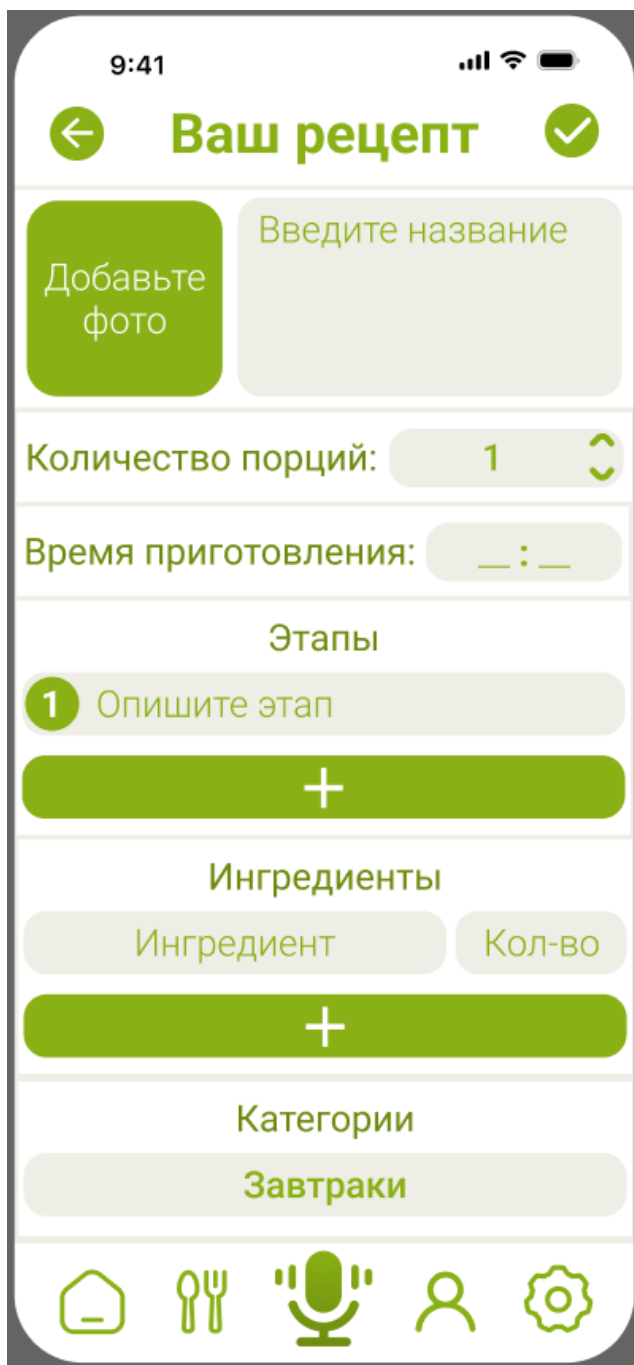 9:41
Ваш рецепт
Добавьте
фото
Введите название
Количество порций: 1
Время приготовления: __:__
Этапы
1 Опишите этап
+
Ингредиенты
Ингредиент Кол-во
+
Категории
Завтраки